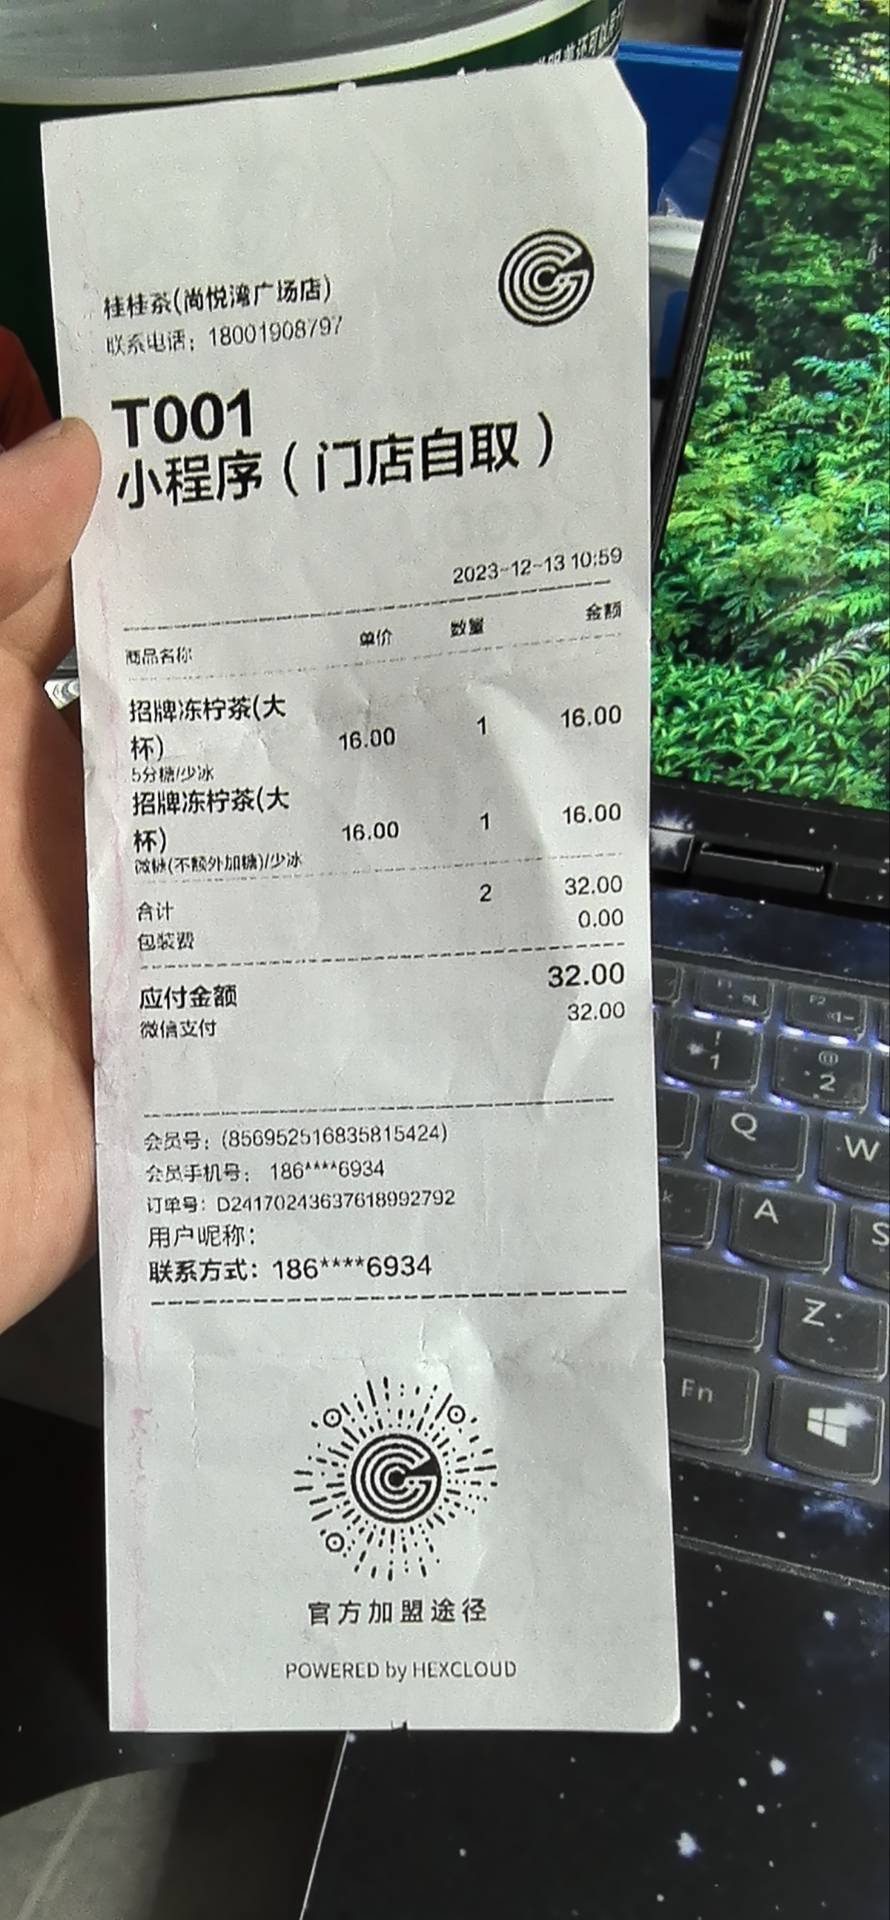 桂桂茶(尚悦湾广场店)
联系电话：18001908797
T001
小程序（门店自取）
2023-12-13 10:59
商品名称 单价 数量 金额
招牌冻柠茶(大
杯) 16.00 1 16.00
5分糖/少冰
招牌冻柠茶(大
杯) 16.00 1 16.00
微糖(不额外加糖)/少冰
合计 2 32.00
包装费 0.00
应付金额 32.00
微信支付 32.00
会员号：(856952516835815424)
会员手机号： 186****6934
订单号：D24170243637618992792
用户昵称：
联系方式：186****6934
官方加盟途径
POWERED by HEXCLOUD
F1
F2
!
1
@
2
Q
W
A
S
Z
Fn